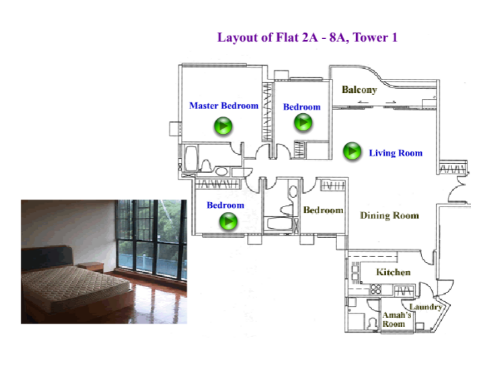 Layout of Flat 2A - 8A, Tower 1
Balcony
Master Bedroom
Bedroom
Living Room
Bedroom
Bedroom
Dining Room
Kitchen
Laundry
Amah's
Room